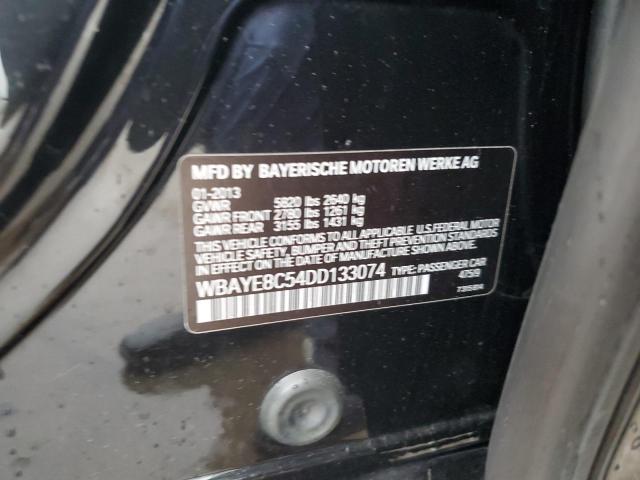 MFD BY BAYERISCHE MOTOREN WERKE AG
01-2013
GVWR 5820 lbs 2640 kg
GAWR FRONT 2780 lbs 1261 kg
GAWR REAR 3155 lbs 1431 kg
THIS CONFORMS TO ALL APPLICABLE U.S.FEDERAL MOTOR
VEHICLE SAFETY, BUMPER AND THEFT PREVENTION STANDARDS
IN EFFECT ON THE DATE OF MANUFACTURE SHOWN ABOVE.
WBAYE8C54DD133074 TYPE: PASSENGER CAR
475/9